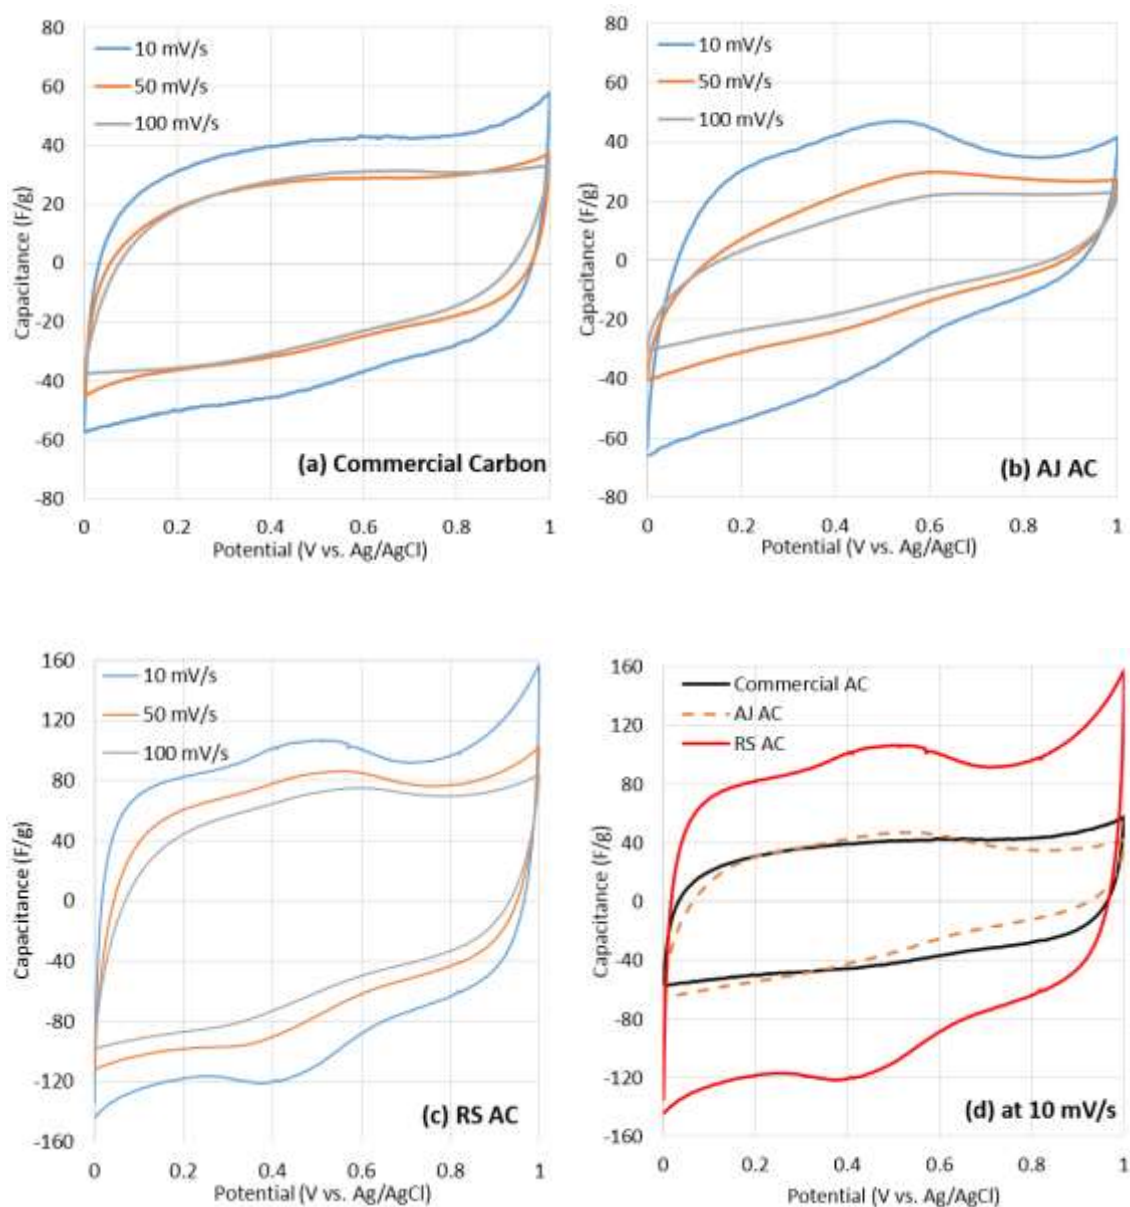 80
60
40
20
0
-20
-40
-60
-80
Capacitance (F/g)
10 mV/s
50 mV/s
100 mV/s
(a) Commercial Carbon
0 0.2 0.4 0.6 0.8 1
Potential (V vs. Ag/AgCl)
80
60
40
20
0
-20
-40
-60
-80
Capacitance (F/g)
10 mV/s
50 mV/s
100 mV/s
(b) AJ AC
0 0.2 0.4 0.6 0.8 1
Potential (V vs. Ag/AgCl)
160
120
80
40
0
-40
-80
-120
-160
Capacitance (F/g)
10 mV/s
50 mV/s
100 mV/s
(c) RS AC
0 0.2 0.4 0.6 0.8 1
Potential (V vs. Ag/AgCl)
160
120
80
40
0
-40
-80
-120
-160
Capacitance (F/g)
Commercial AC
AJ AC
RS AC
(d) at 10 mV/s
0 0.2 0.4 0.6 0.8 1
Potential (V vs. Ag/AgCl)